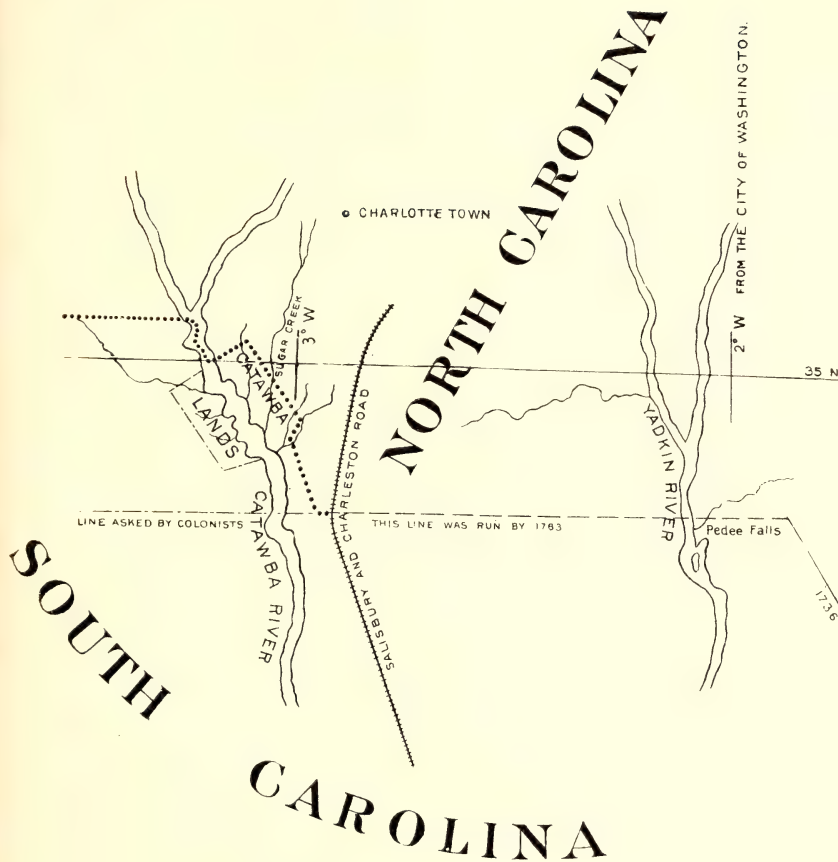 NORTH CAROLINA
2° W FROM THE CITY OF WASHINGTON.
CHARLOTTE TOWN
SUGAR CREEK
3° W
CATAWBA
LANDS
35 N
SALISBURY AND CHARLESTON ROAD
YADKIN RIVER
LINE ASKED BY COLONISTS
THIS LINE WAS RUN BY 1763
Pedee Falls
CATAWBA RIVER
1736
SOUTH CAROLINA